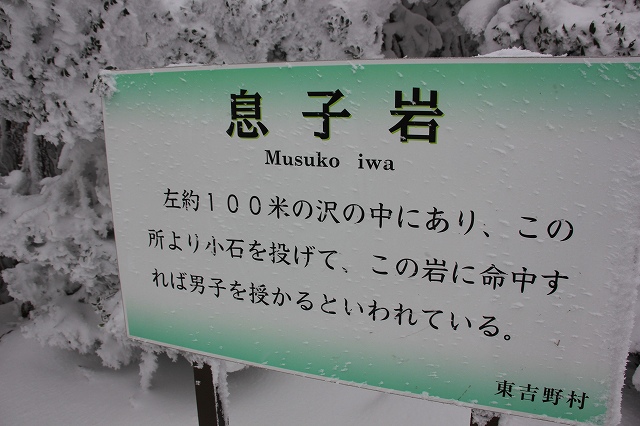 息子岩
Musuko iwa
左約１００米の沢の中にあり、この
所より小石を投げて、この岩に命中す
れば男子を授かるといわれている。
東吉野村